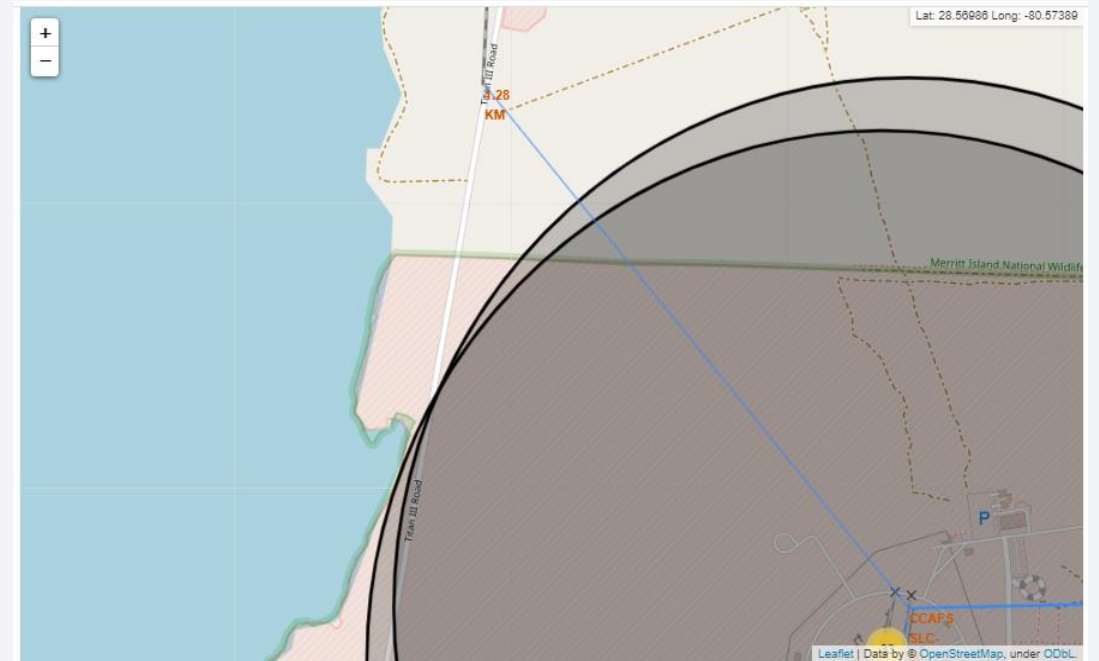 +
−
Lat: 28.56986 Long: -80.57389
Titan III Road
1.28
KM
Merritt Island National Wildlife
Titan III Road
P
CCAFS
SLC-
Leaflet | Data by © OpenStreetMap, under ODbL.